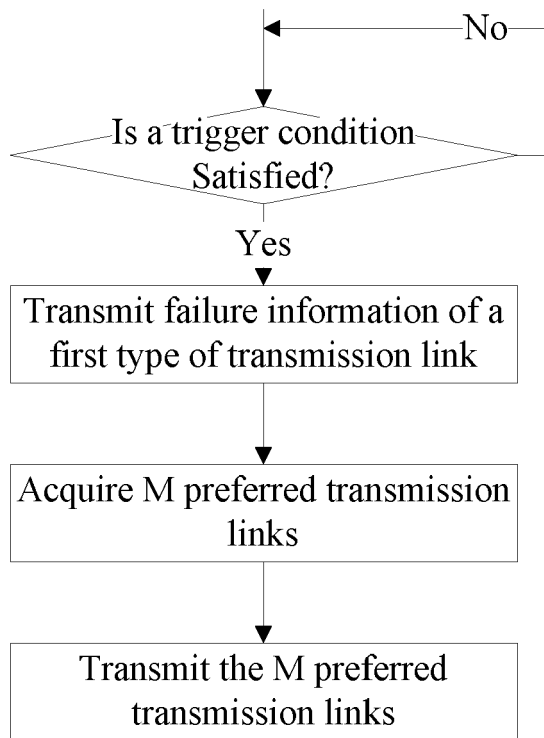 No
Is a trigger condition
Satisfied?
Yes
Transmit failure information of a
first type of transmission link
Acquire M preferred transmission
links
Transmit the M preferred
transmission links